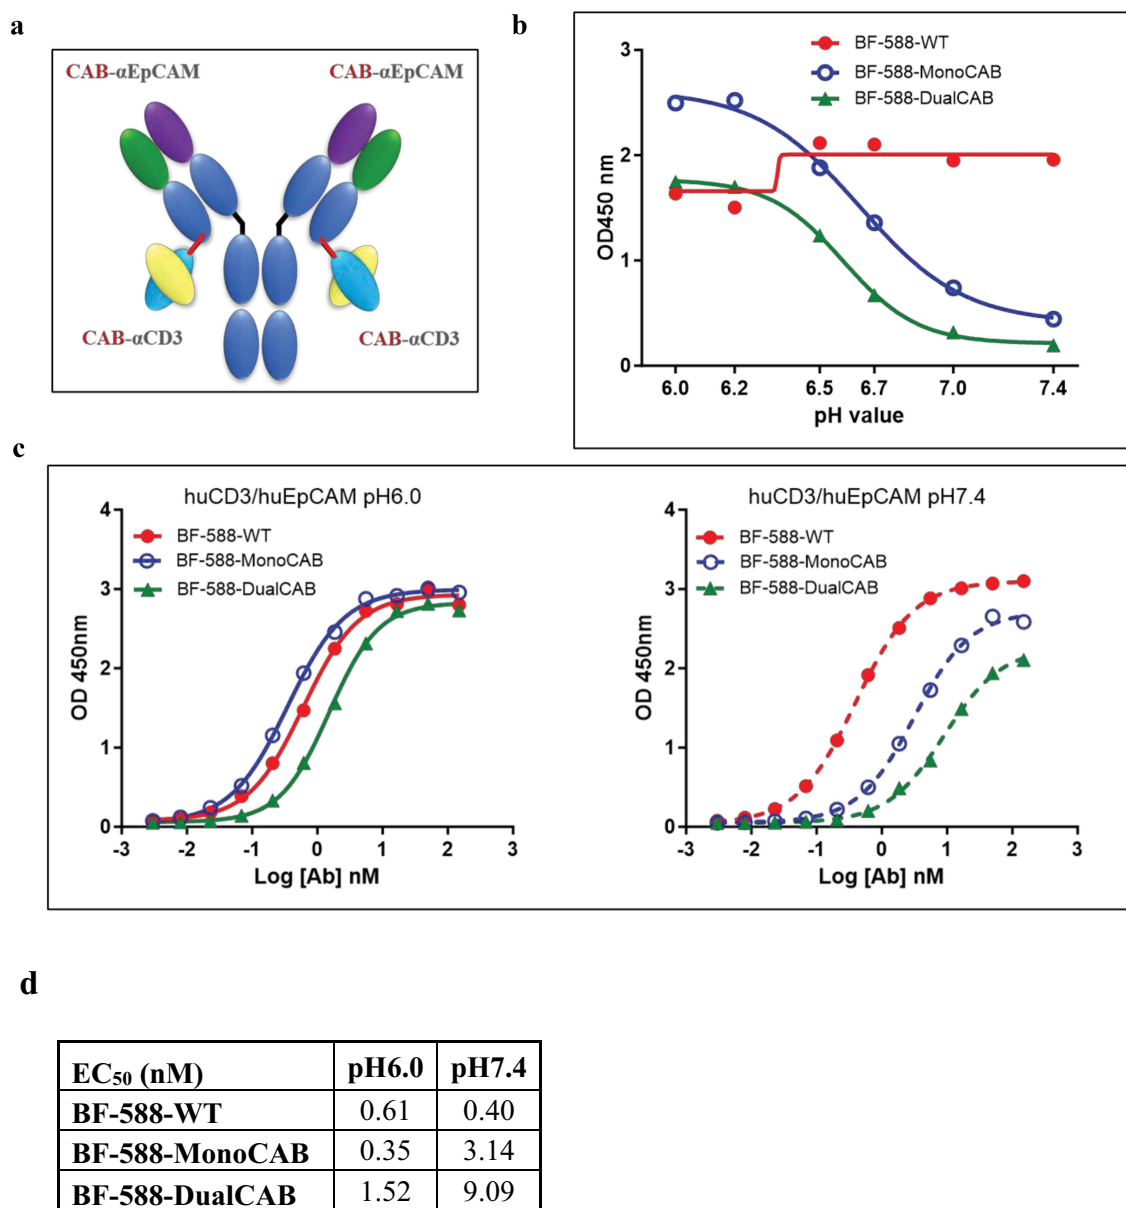 a
CAB-αEpCAM
CAB-αEpCAM
CAB-αCD3
CAB-αCD3
b
BF-588-WT
BF-588-MonoCAB
BF-588-DualCAB
3
2
1
0
OD450 nm
6.0 6.2 6.5 6.7 7.0 7.4
pH value
c
huCD3/huEpCAM pH6.0
BF-588-WT
BF-588-MonoCAB
BF-588-DualCAB
4
3
2
1
0
OD 450nm
-3 -2 -1 0 1 2 3
Log [Ab] nM
huCD3/huEpCAM pH7.4
BF-588-WT
BF-588-MonoCAB
BF-588-DualCAB
4
3
2
1
0
OD 450nm
-3 -2 -1 0 1 2 3
Log [Ab] nM
d
EC₅₀ (nM) pH6.0 pH7.4
BF-588-WT 0.61 0.40
BF-588-MonoCAB 0.35 3.14
BF-588-DualCAB 1.52 9.09